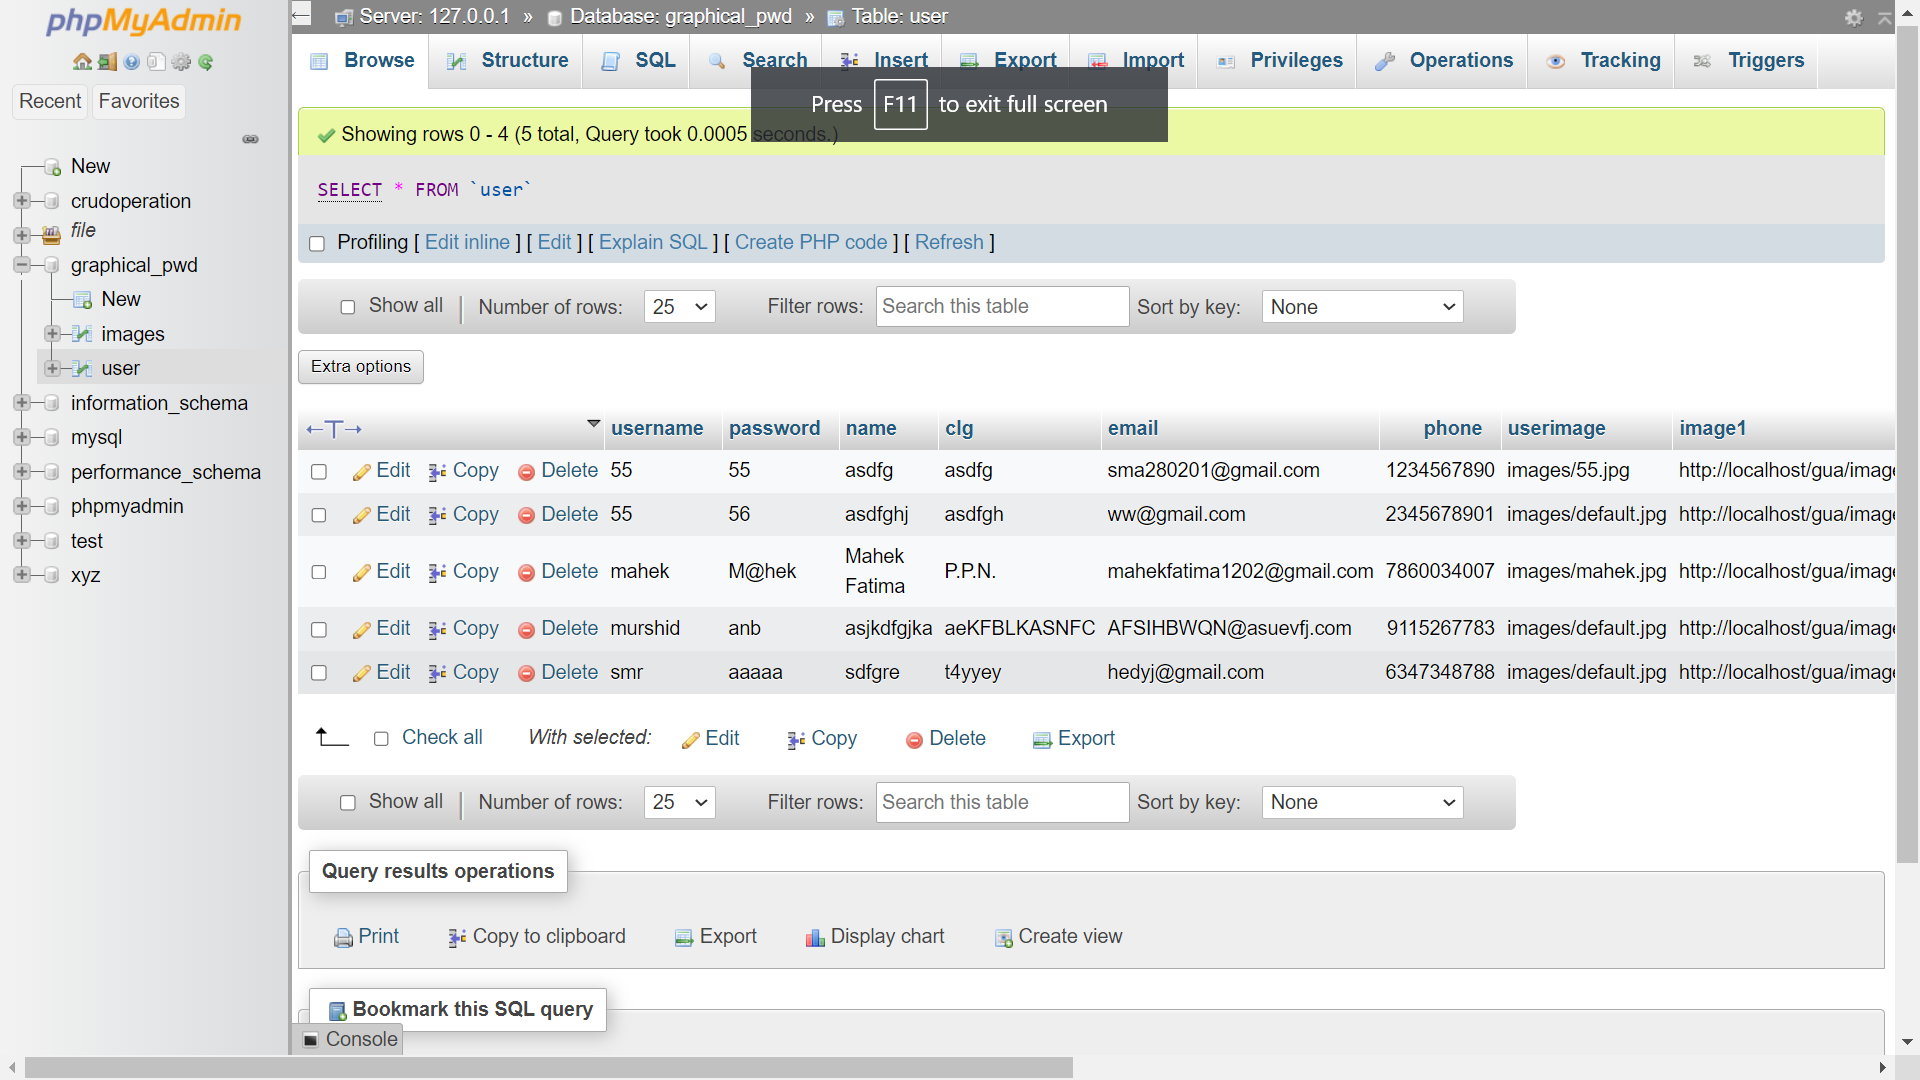 phpMyAdmin
Recent Favorites
New
crudoperation
file
graphical_pwd
New
images
user
information_schema
mysql
performance_schema
phpmyadmin
test
xyz
Server: 127.0.0.1 » Database: graphical_pwd » Table: user
Browse Structure SQL Search Insert Export Import Privileges Operations Tracking Triggers
Press F11 to exit full screen
Showing rows 0 - 4 (5 total, Query took 0.0005 seconds.)
SELECT * FROM `user`
Profiling [ Edit inline ] [ Edit ] [ Explain SQL ] [ Create PHP code ] [ Refresh ]
Show all Number of rows: 25 Filter rows: Search this table Sort by key: None
Extra options
←T→ username password name clg email phone userimage image1
Edit Copy Delete 55 55 asdfg asdfg sma280201@gmail.com 1234567890 images/55.jpg http://localhost/gua/image
Edit Copy Delete 55 56 asdfghj asdfgh ww@gmail.com 2345678901 images/default.jpg http://localhost/gua/image
Edit Copy Delete mahek M@hek Mahek Fatima P.P.N. mahekfatima1202@gmail.com 7860034007 images/mahek.jpg http://localhost/gua/image
Edit Copy Delete murshid anb asjkdfgjka aeKFBLKASNFC AFSIHBWQN@asuevfj.com 9115267783 images/default.jpg http://localhost/gua/image
Edit Copy Delete smr aaaaa sdfgre t4yyey hedyj@gmail.com 6347348788 images/default.jpg http://localhost/gua/image
Check all With selected: Edit Copy Delete Export
Show all Number of rows: 25 Filter rows: Search this table Sort by key: None
Query results operations
Print Copy to clipboard Export Display chart Create view
Bookmark this SQL query
Console